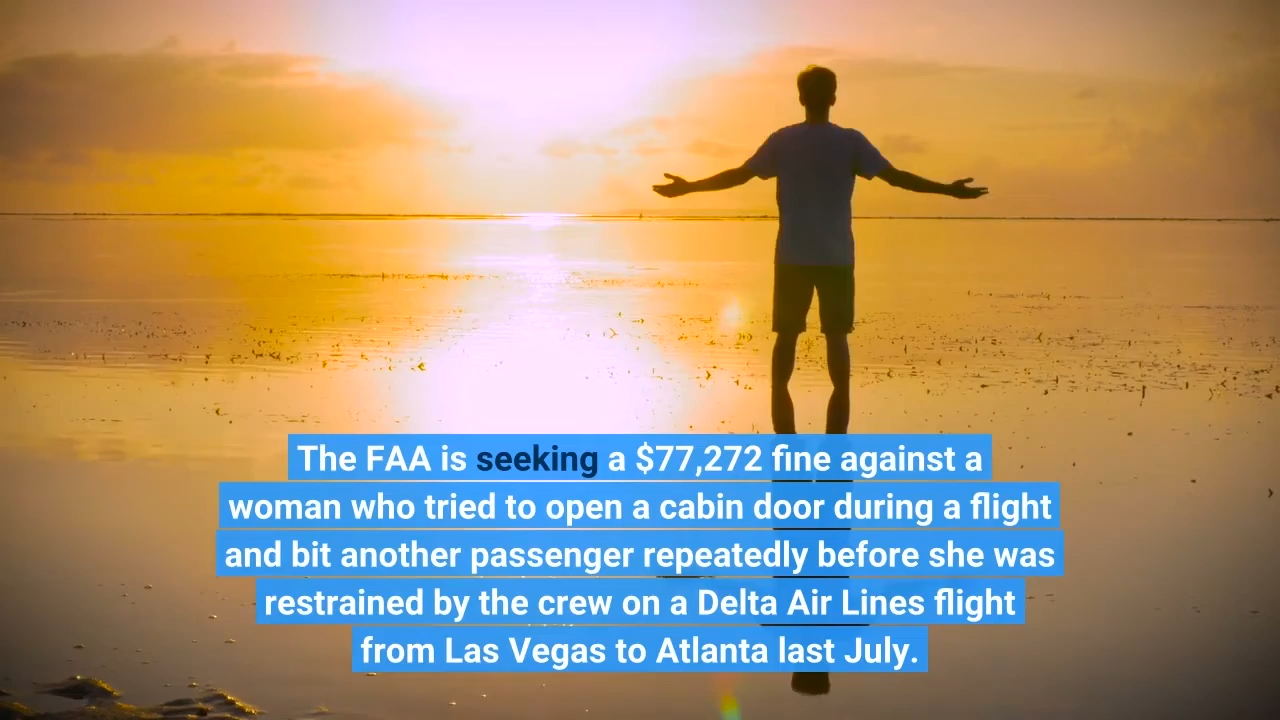 The FAA is seeking a $77,272 fine against a
woman who tried to open a cabin door during a flight
and bit another passenger repeatedly before she was
restrained by the crew on a Delta Air Lines flight
from Las Vegas to Atlanta last July.